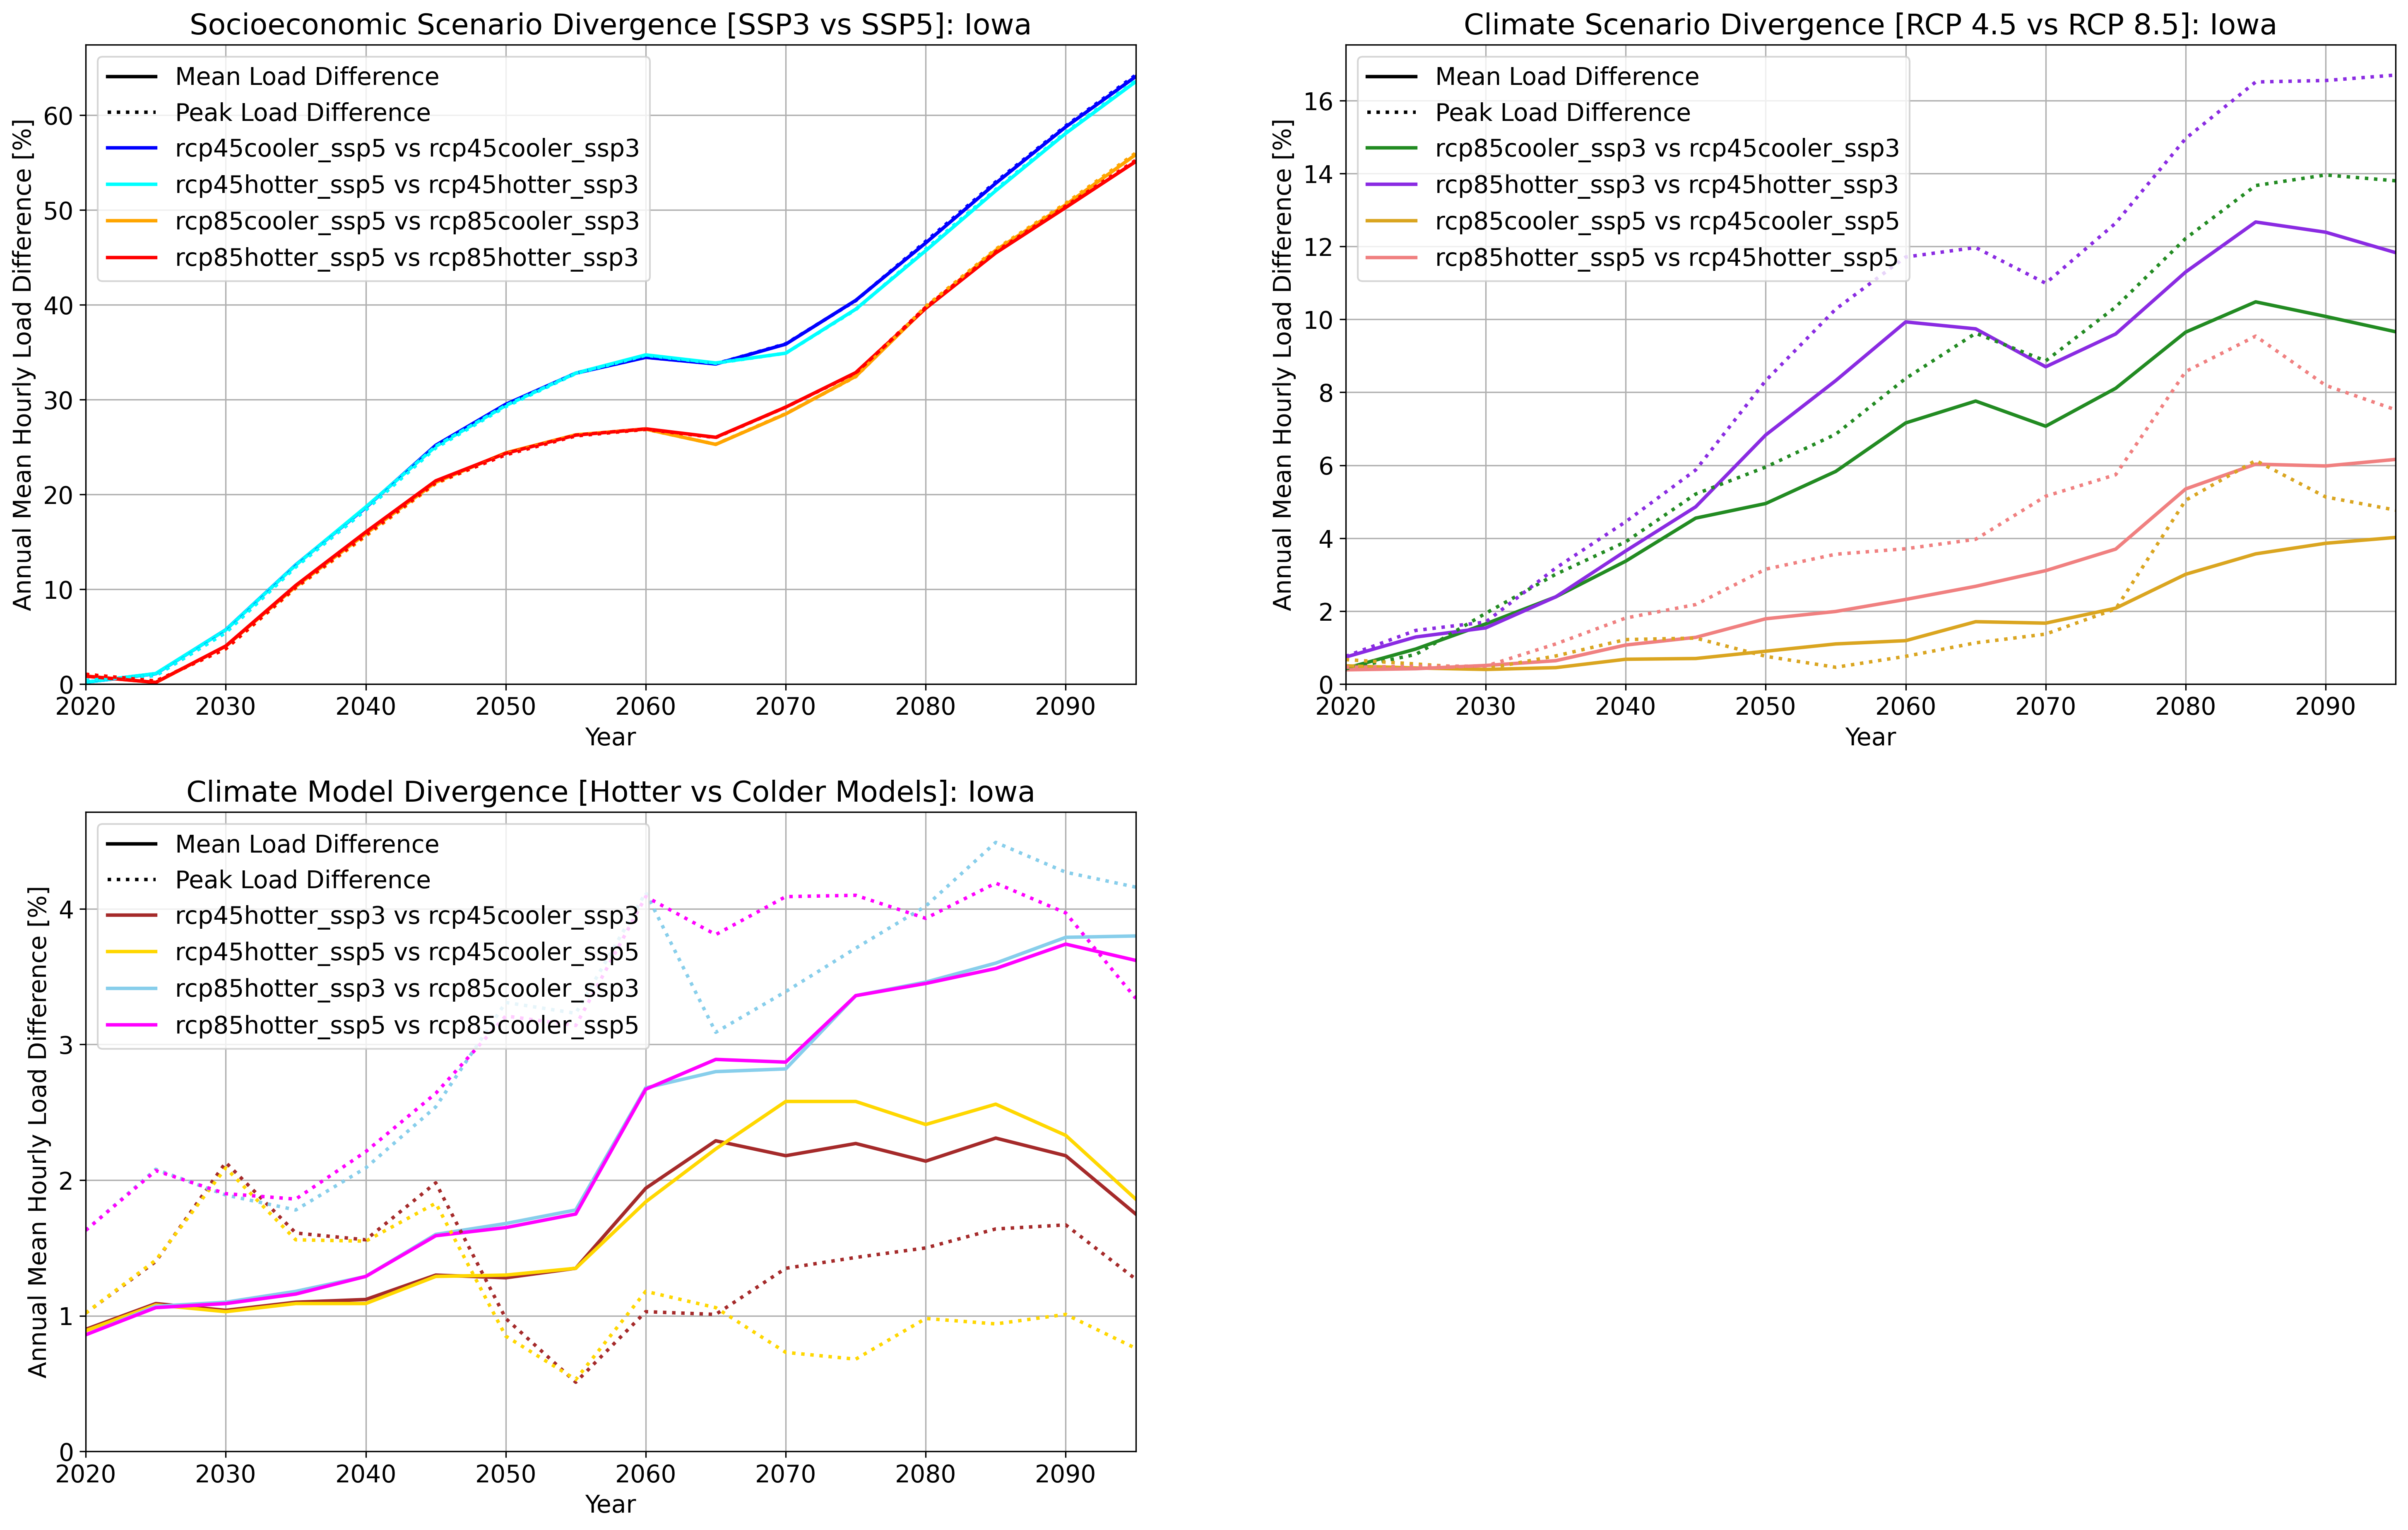 Socioeconomic Scenario Divergence [SSP3 vs SSP5]: Iowa
Annual Mean Hourly Load Difference [%]
60
50
40
30
20
10
0
Mean Load Difference
Peak Load Difference
rcp45cooler_ssp5 vs rcp45cooler_ssp3
rcp45hotter_ssp5 vs rcp45hotter_ssp3
rcp85cooler_ssp5 vs rcp85cooler_ssp3
rcp85hotter_ssp5 vs rcp85hotter_ssp3
2020 2030 2040 2050 2060 2070 2080 2090
Year
Climate Scenario Divergence [RCP 4.5 vs RCP 8.5]: Iowa
Annual Mean Hourly Load Difference [%]
16
14
12
10
8
6
4
2
0
Mean Load Difference
Peak Load Difference
rcp85cooler_ssp3 vs rcp45cooler_ssp3
rcp85hotter_ssp3 vs rcp45hotter_ssp3
rcp85cooler_ssp5 vs rcp45cooler_ssp5
rcp85hotter_ssp5 vs rcp45hotter_ssp5
2020 2030 2040 2050 2060 2070 2080 2090
Year
Climate Model Divergence [Hotter vs Colder Models]: Iowa
Annual Mean Hourly Load Difference [%]
4
3
2
1
0
Mean Load Difference
Peak Load Difference
rcp45hotter_ssp3 vs rcp45cooler_ssp3
rcp45hotter_ssp5 vs rcp45cooler_ssp5
rcp85hotter_ssp3 vs rcp85cooler_ssp3
rcp85hotter_ssp5 vs rcp85cooler_ssp5
2020 2030 2040 2050 2060 2070 2080 2090
Year